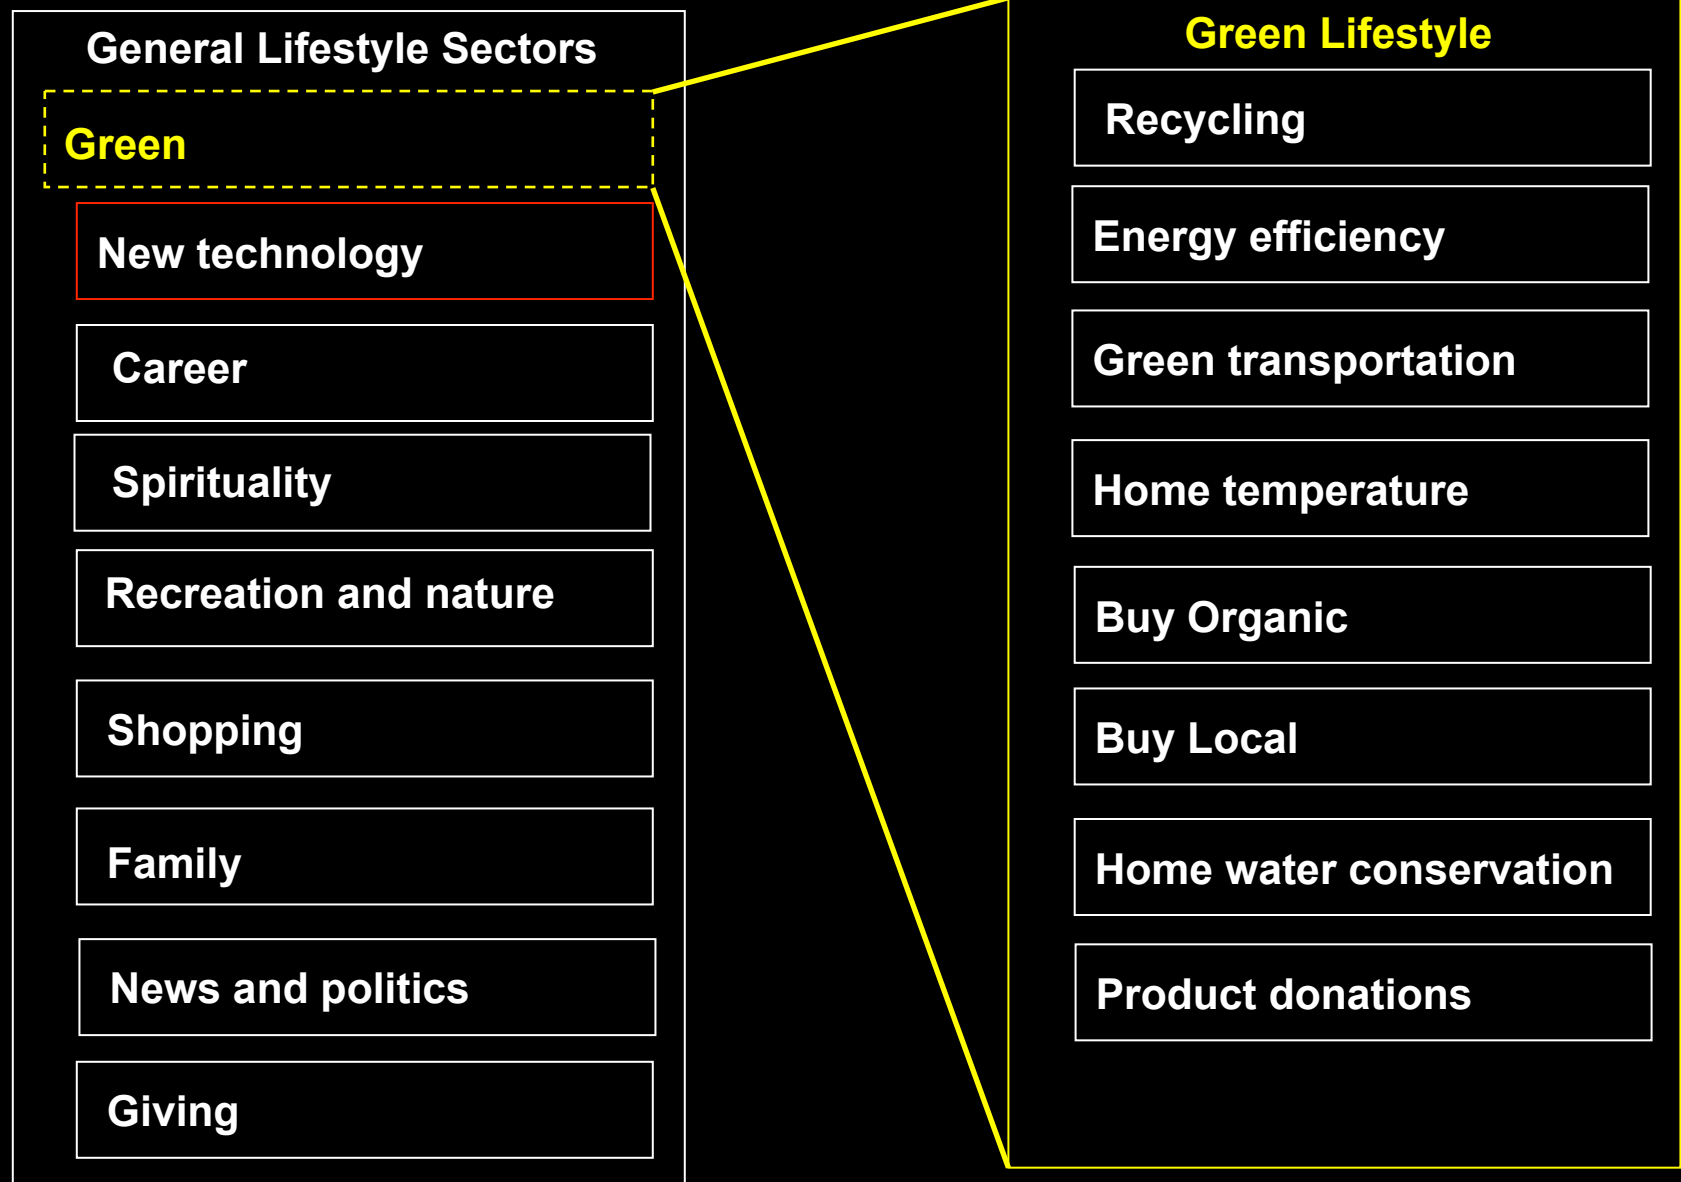 General Lifestyle Sectors
Green
New technology
Career
Spirituality
Recreation and nature
Shopping
Family
News and politics
Giving
Green Lifestyle
Recycling
Energy efficiency
Green transportation
Home temperature
Buy Organic
Buy Local
Home water conservation
Product donations